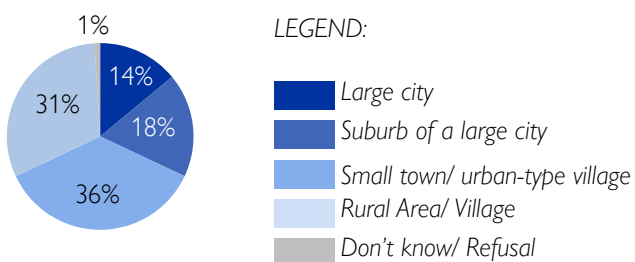 1%
14%
18%
36%
31%
LEGEND:
Large city
Suburb of a large city
Small town/ urban-type village
Rural Area/ Village
Don't know/ Refusal